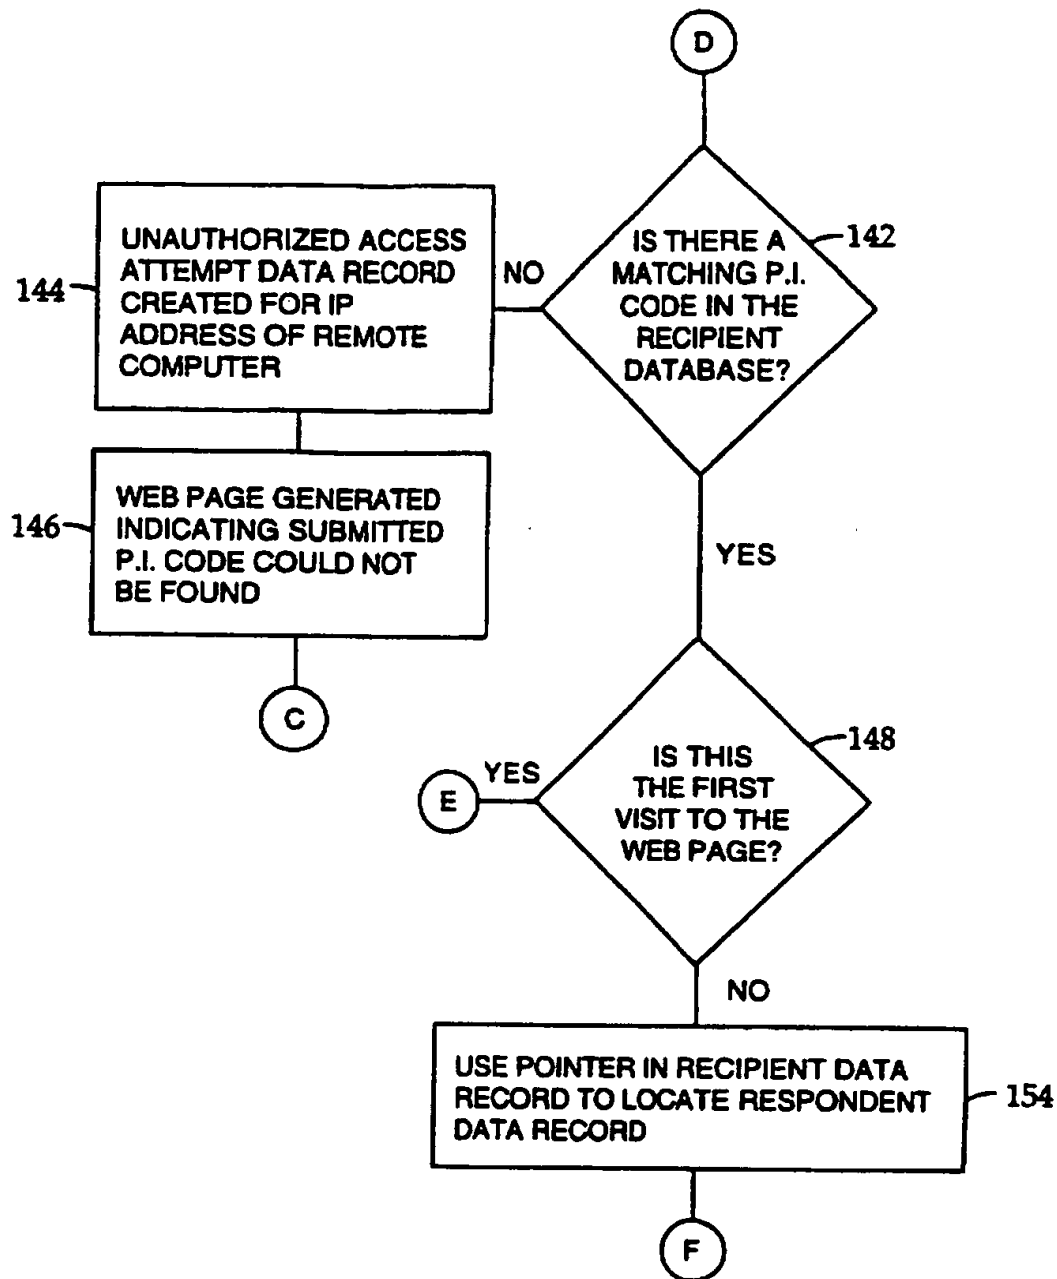 D
IS THERE A
MATCHING P.I.
CODE IN THE
RECIPIENT
DATABASE?
142
NO
UNAUTHORIZED ACCESS
ATTEMPT DATA RECORD
CREATED FOR IP
ADDRESS OF REMOTE
COMPUTER
144
WEB PAGE GENERATED
INDICATING SUBMITTED
P.I. CODE COULD NOT
BE FOUND
146
C
YES
IS THIS
THE FIRST
VISIT TO THE
WEB PAGE?
148
YES
E
NO
USE POINTER IN RECIPIENT DATA
RECORD TO LOCATE RESPONDENT
DATA RECORD
154
F